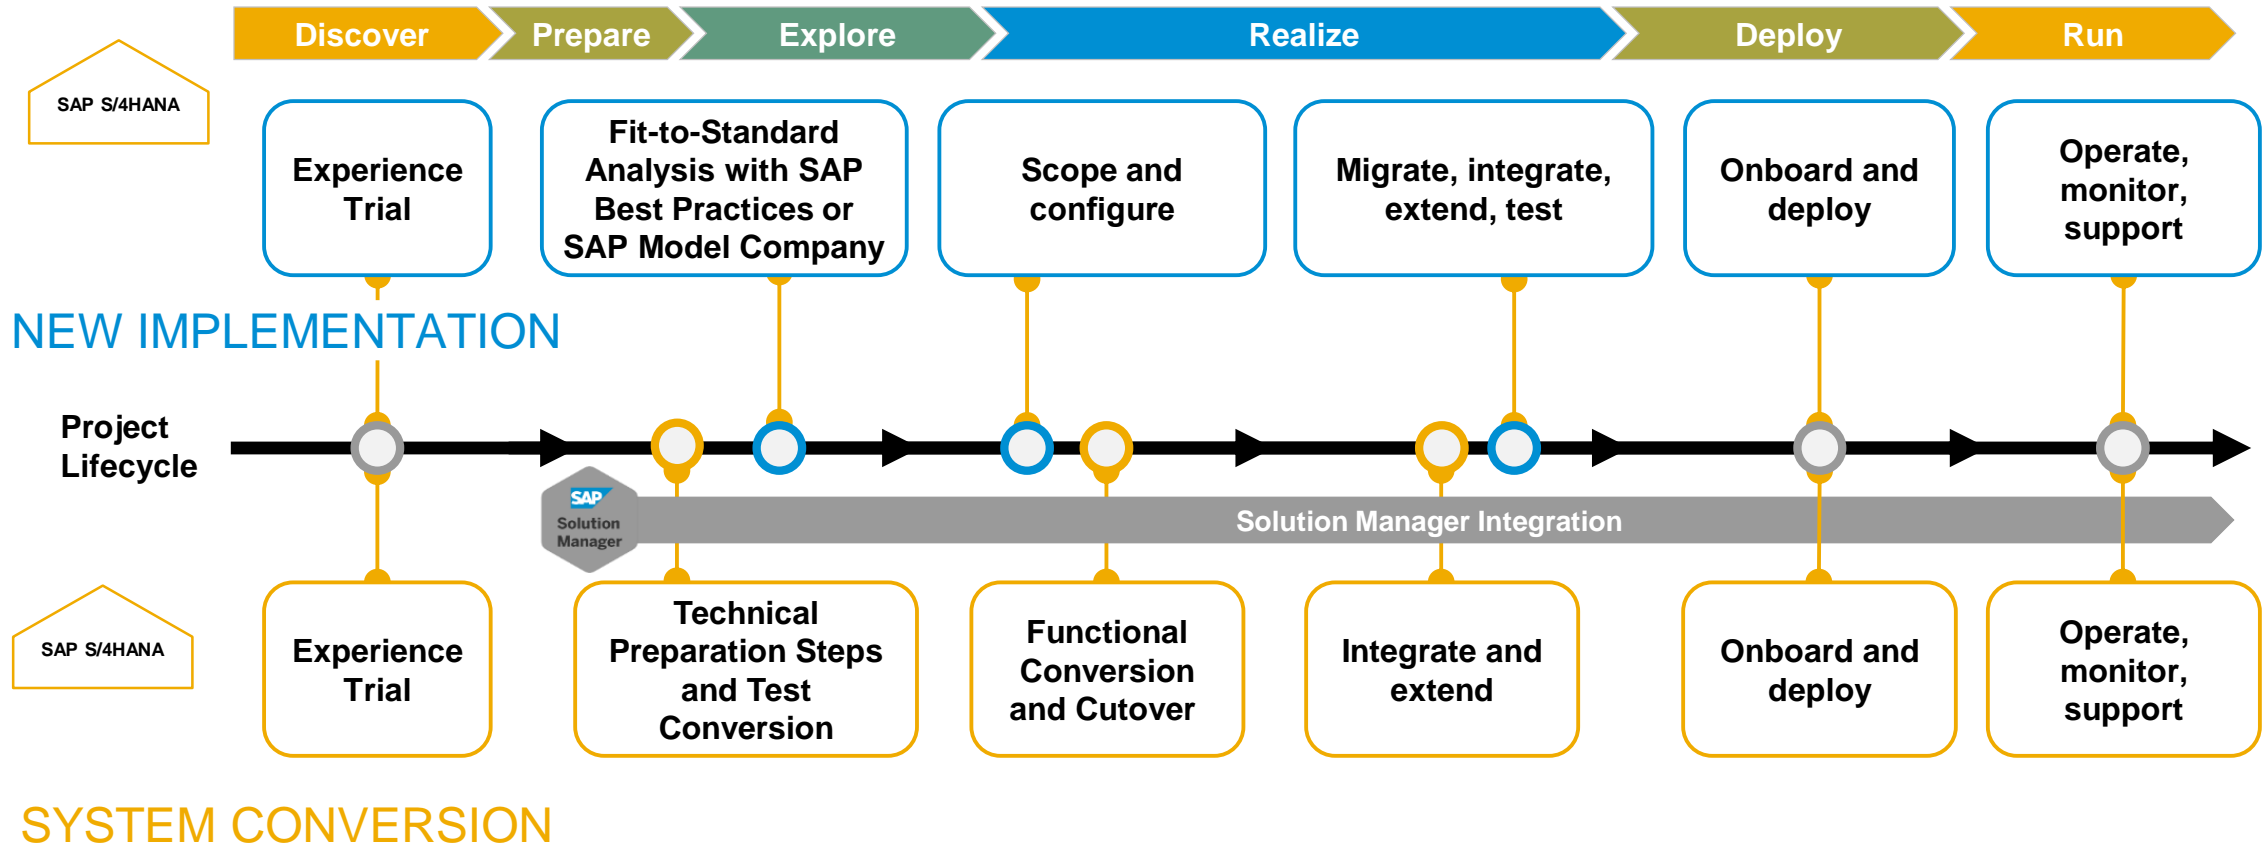 Discover
Prepare
Explore
Realize
Deploy
Run
SAP S/4HANA
Experience
Trial
Fit-to-Standard
Analysis with SAP
Best Practices or
SAP Model Company
Scope and
configure
Migrate, integrate,
extend, test
Onboard and
deploy
Operate,
monitor,
support
NEW IMPLEMENTATION
Project
Lifecycle
SAP
Solution
Manager
Solution Manager Integration
SAP S/4HANA
Experience
Trial
Technical
Preparation Steps
and Test
Conversion
Functional
Conversion
and Cutover
Integrate and
extend
Onboard and
deploy
Operate,
monitor,
support
SYSTEM CONVERSION